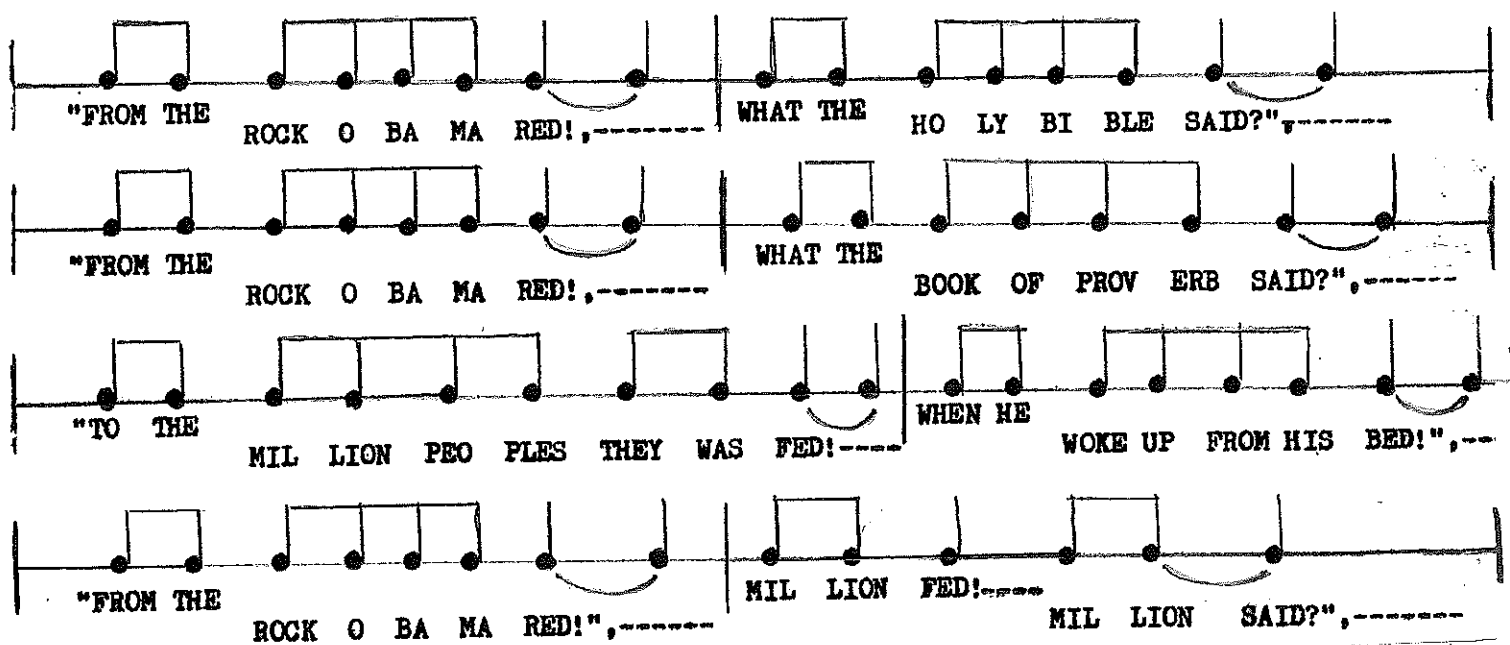 "FROM THE WHAT THE
ROCK O BA MA RED!,------- HO LY BI BLE SAID?",-------
"FROM THE WHAT THE
ROCK O BA MA RED!,------- BOOK OF PROV ERB SAID?",------
"TO THE WHEN HE
MIL LION PEO PLES THEY WAS FED!---- WOKE UP FROM HIS BED!",--
"FROM THE MIL LION FED!----
ROCK O BA MA RED!",------ MIL LION SAID?",-------